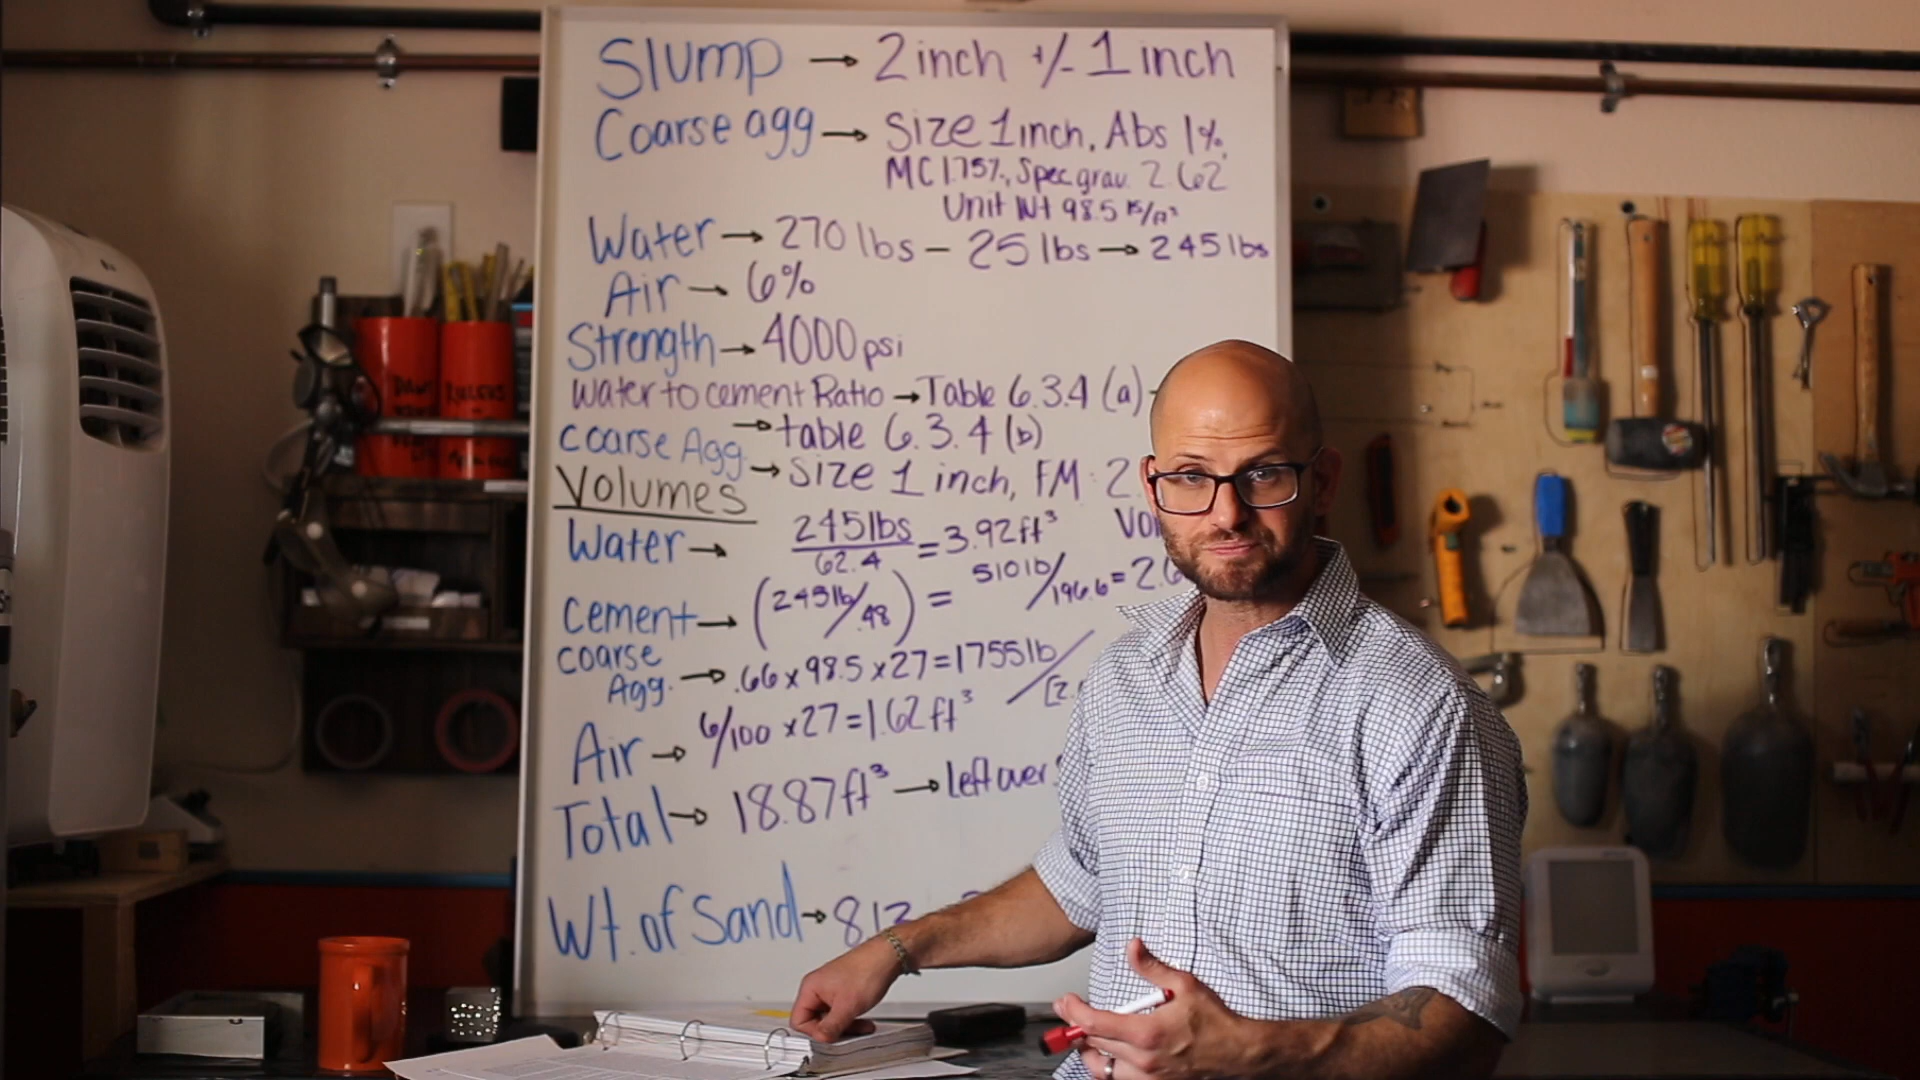 Slump → 2 inch +/- 1 inch
Coarse agg → Size 1 inch, Abs 1%,
MC 1.75%, Spec grav. 2.62
Unit Wt 98.5 lb/ft³
Water → 270 lbs - 25 lbs → 245 lbs
Air → 6%
Strength → 4000 psi
Water to cement Ratio → Table 6.3.4 (a)
→ table 6.3.4 (b)
Coarse Agg. → Size 1 inch, FM: 2.
Volumes
Water → 245 lbs / 62.4 = 3.92 ft³
Cement → (245 lb/.48) = 510 lb/196.6 = 2.6
Coarse Agg. → .66 x 98.5 x 27 = 1755 lb/[2.
Air → 6/100 x 27 = 1.62 ft³
Total → 18.87 ft³ → Left over
Wt. of Sand → 812